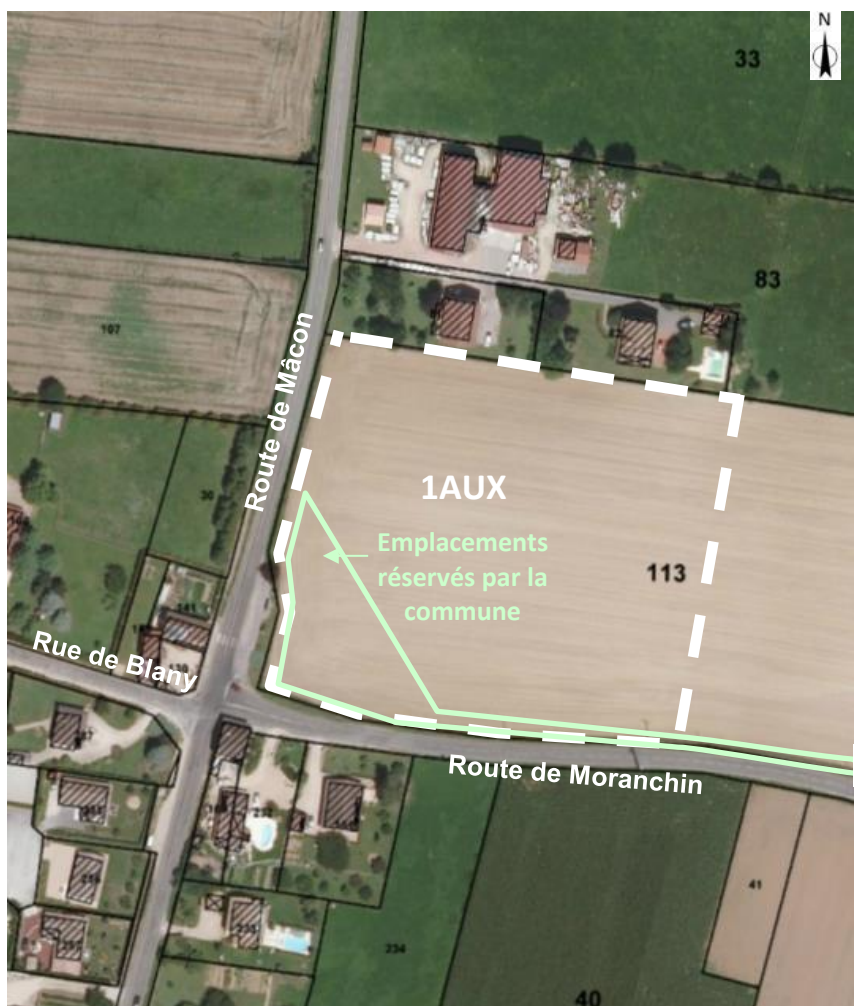 N
33
83
107
Route de Mâcon
1AUX
30
Emplacements
réservés par la
commune
113
141
Rue de Blany
Route de Moranchin
41
234
40